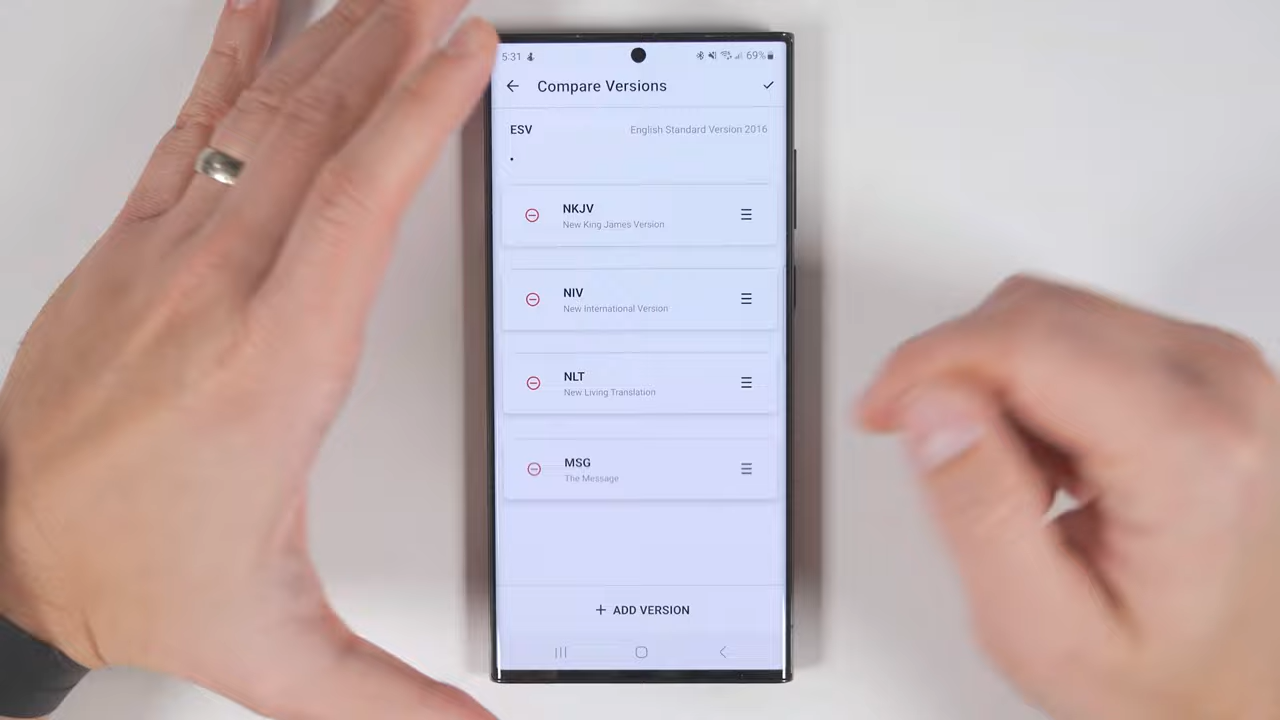 5:31 69%
Compare Versions
ESV English Standard Version 2016
NKJV
New King James Version
NIV
New International Version
NLT
New Living Translation
MSG
The Message
+ ADD VERSION